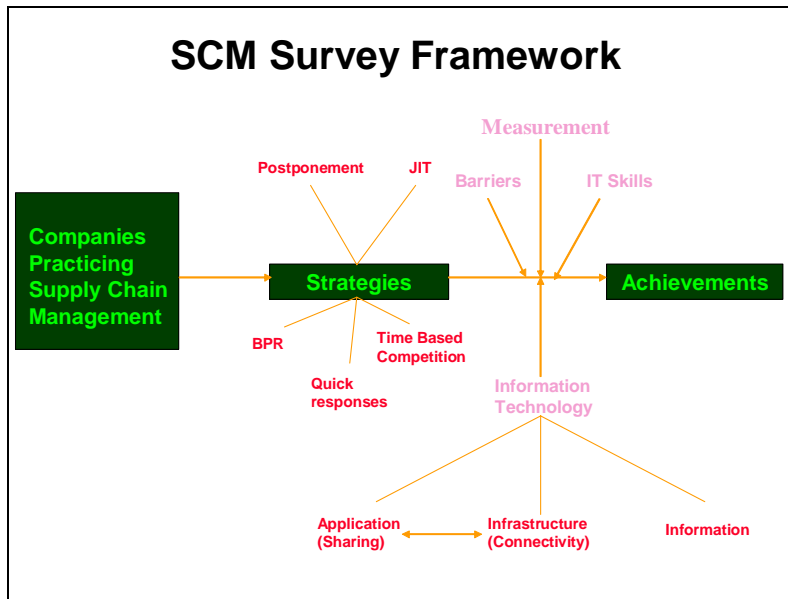 SCM Survey Framework
Measurement
Postponement
JIT
Barriers
IT Skills
Companies
Practicing
Supply Chain
Management
Strategies
Achievements
BPR
Time Based
Competition
Quick
responses
Information
Technology
Application
(Sharing)
Infrastructure
(Connectivity)
Information